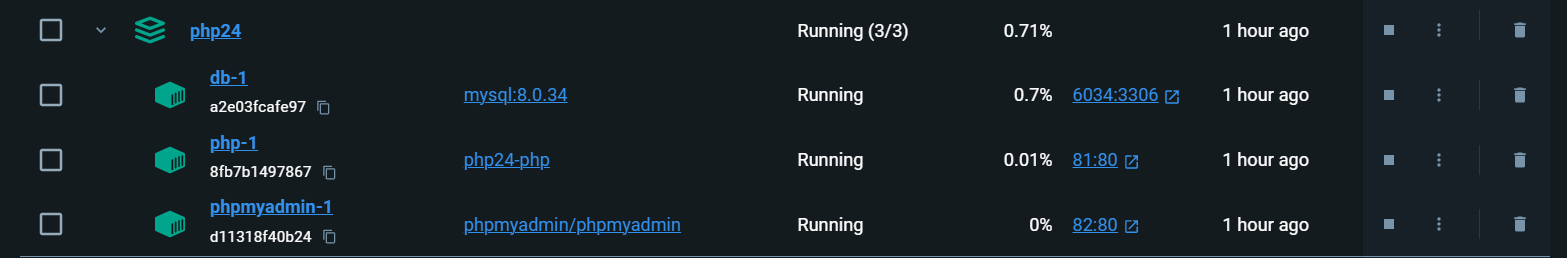 php24 Running (3/3) 0.71% 1 hour ago
db-1
a2e03fcafe97 mysql:8.0.34 Running 0.7% 6034:3306 1 hour ago
php-1
8fb7b1497867 php24-php Running 0.01% 81:80 1 hour ago
phpmyadmin-1
d11318f40b24 phpmyadmin/phpmyadmin Running 0% 82:80 1 hour ago